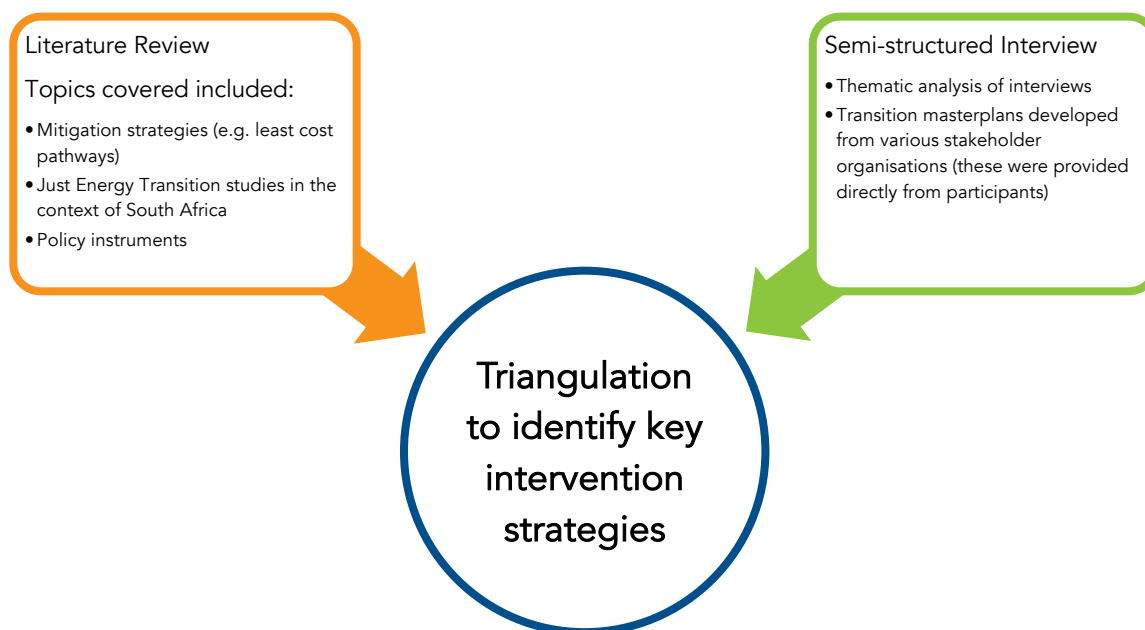 Literature Review
Topics covered included:
• Mitigation strategies (e.g. least cost
pathways)
• Just Energy Transition studies in the
context of South Africa
• Policy instruments
Semi-structured Interview
• Thematic analysis of interviews
• Transition masterplans developed
from various stakeholder
organisations (these were provided
directly from participants)
Triangulation
to identify key
intervention
strategies